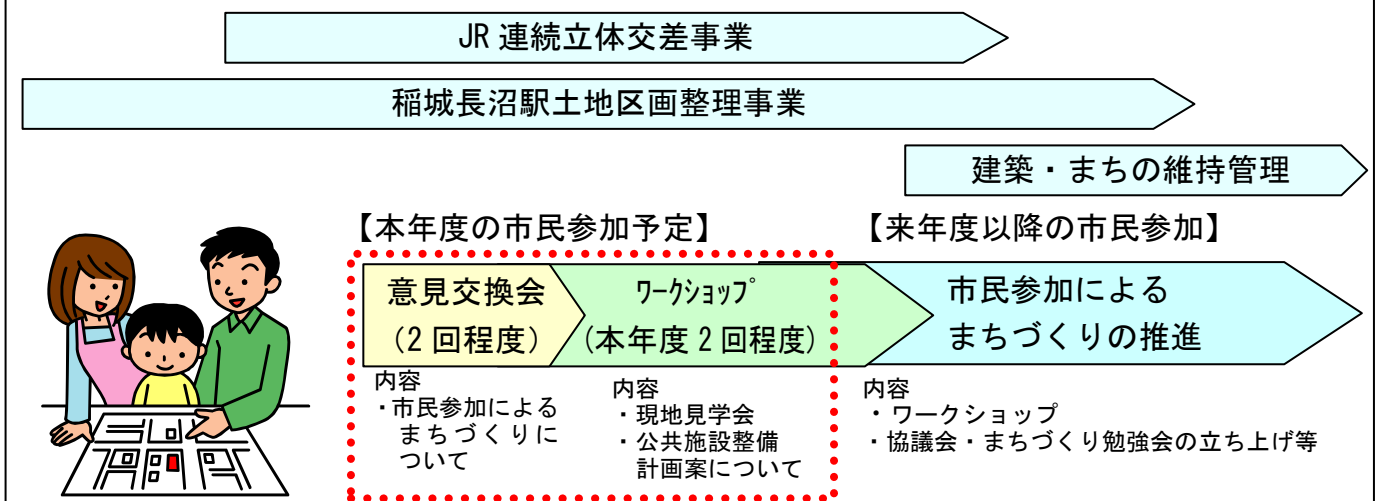 JR 連続立体交差事業
稲城長沼駅土地区画整理事業
建築・まちの維持管理
【本年度の市民参加予定】
【来年度以降の市民参加】
意見交換会
（2 回程度）
ﾜｰｸｼｮｯﾌﾟ
（本年度 2 回程度）
市民参加による
まちづくりの推進
内容
・市民参加による
まちづくりに
ついて
内容
・現地見学会
・公共施設整備
計画案について
内容
・ワークショップ
・協議会・まちづくり勉強会の立ち上げ等